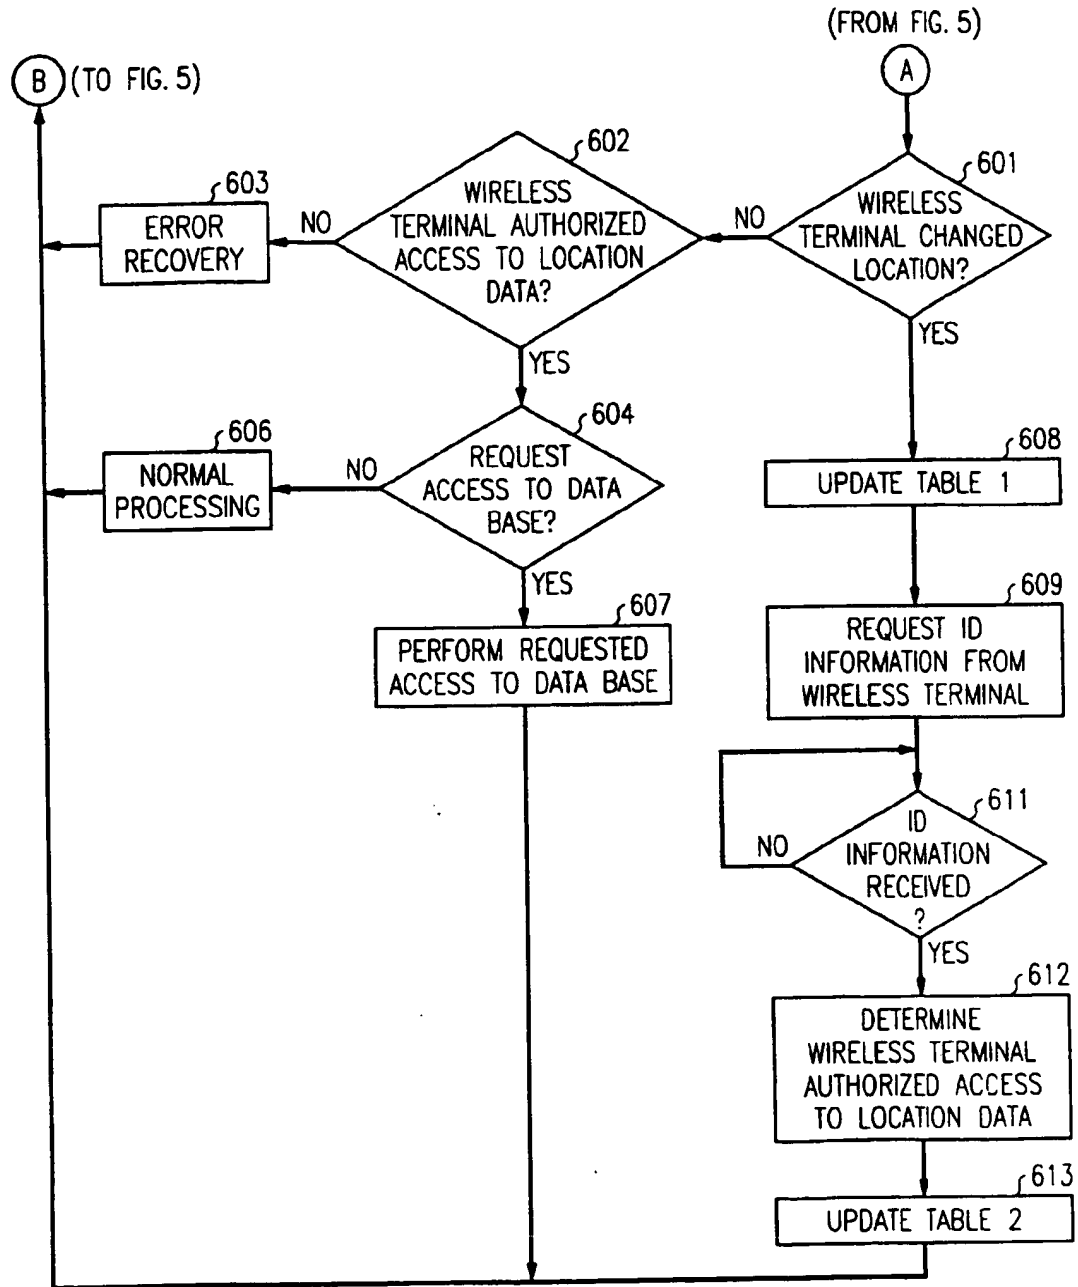 (FROM FIG. 5)
A
B
(TO FIG. 5)
602
WIRELESS
TERMINAL AUTHORIZED
ACCESS TO LOCATION
DATA?
601
WIRELESS
TERMINAL CHANGED
LOCATION?
603
ERROR
RECOVERY
NO
NO
YES
YES
604
REQUEST
ACCESS TO DATA
BASE?
606
NORMAL
PROCESSING
NO
YES
608
UPDATE TABLE 1
607
PERFORM REQUESTED
ACCESS TO DATA BASE
609
REQUEST ID
INFORMATION FROM
WIRELESS TERMINAL
611
ID
INFORMATION
RECEIVED
?
NO
YES
612
DETERMINE
WIRELESS TERMINAL
AUTHORIZED ACCESS
TO LOCATION DATA
613
UPDATE TABLE 2